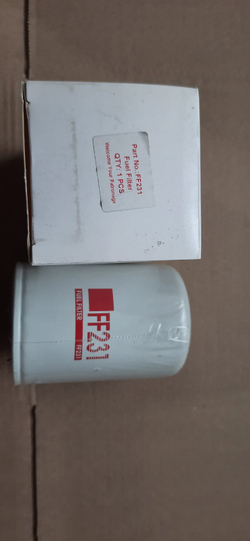 Part No.:FF231
Fuel Filter
QTY: 1 PCS
Welcome Your Patronage
FF231
FUEL FILTER
FF231